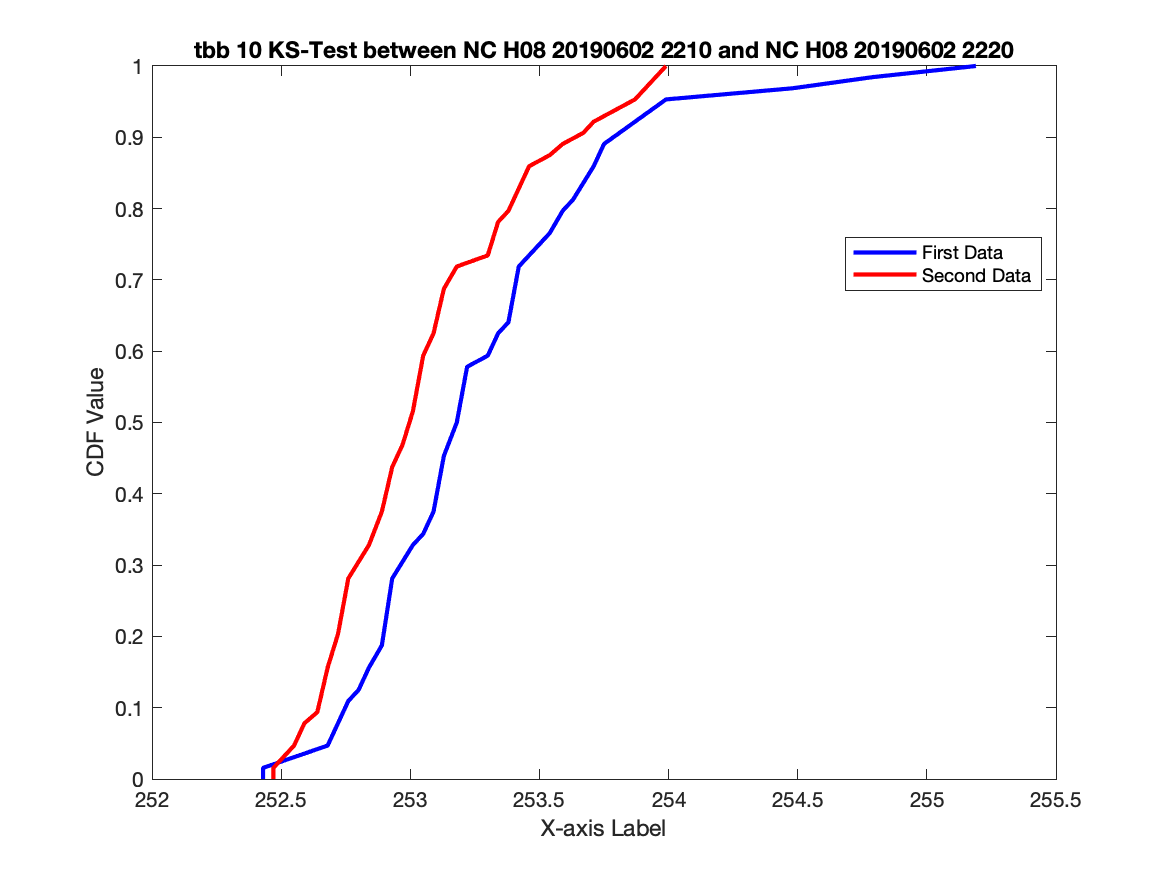 tbb 10 KS-Test between NC H08 20190602 2210 and NC H08 20190602 2220
1
0.9
0.8
0.7
0.6
0.5
0.4
0.3
0.2
0.1
0
CDF Value
First Data
Second Data
252 252.5 253 253.5 254 254.5 255 255.5
X-axis Label